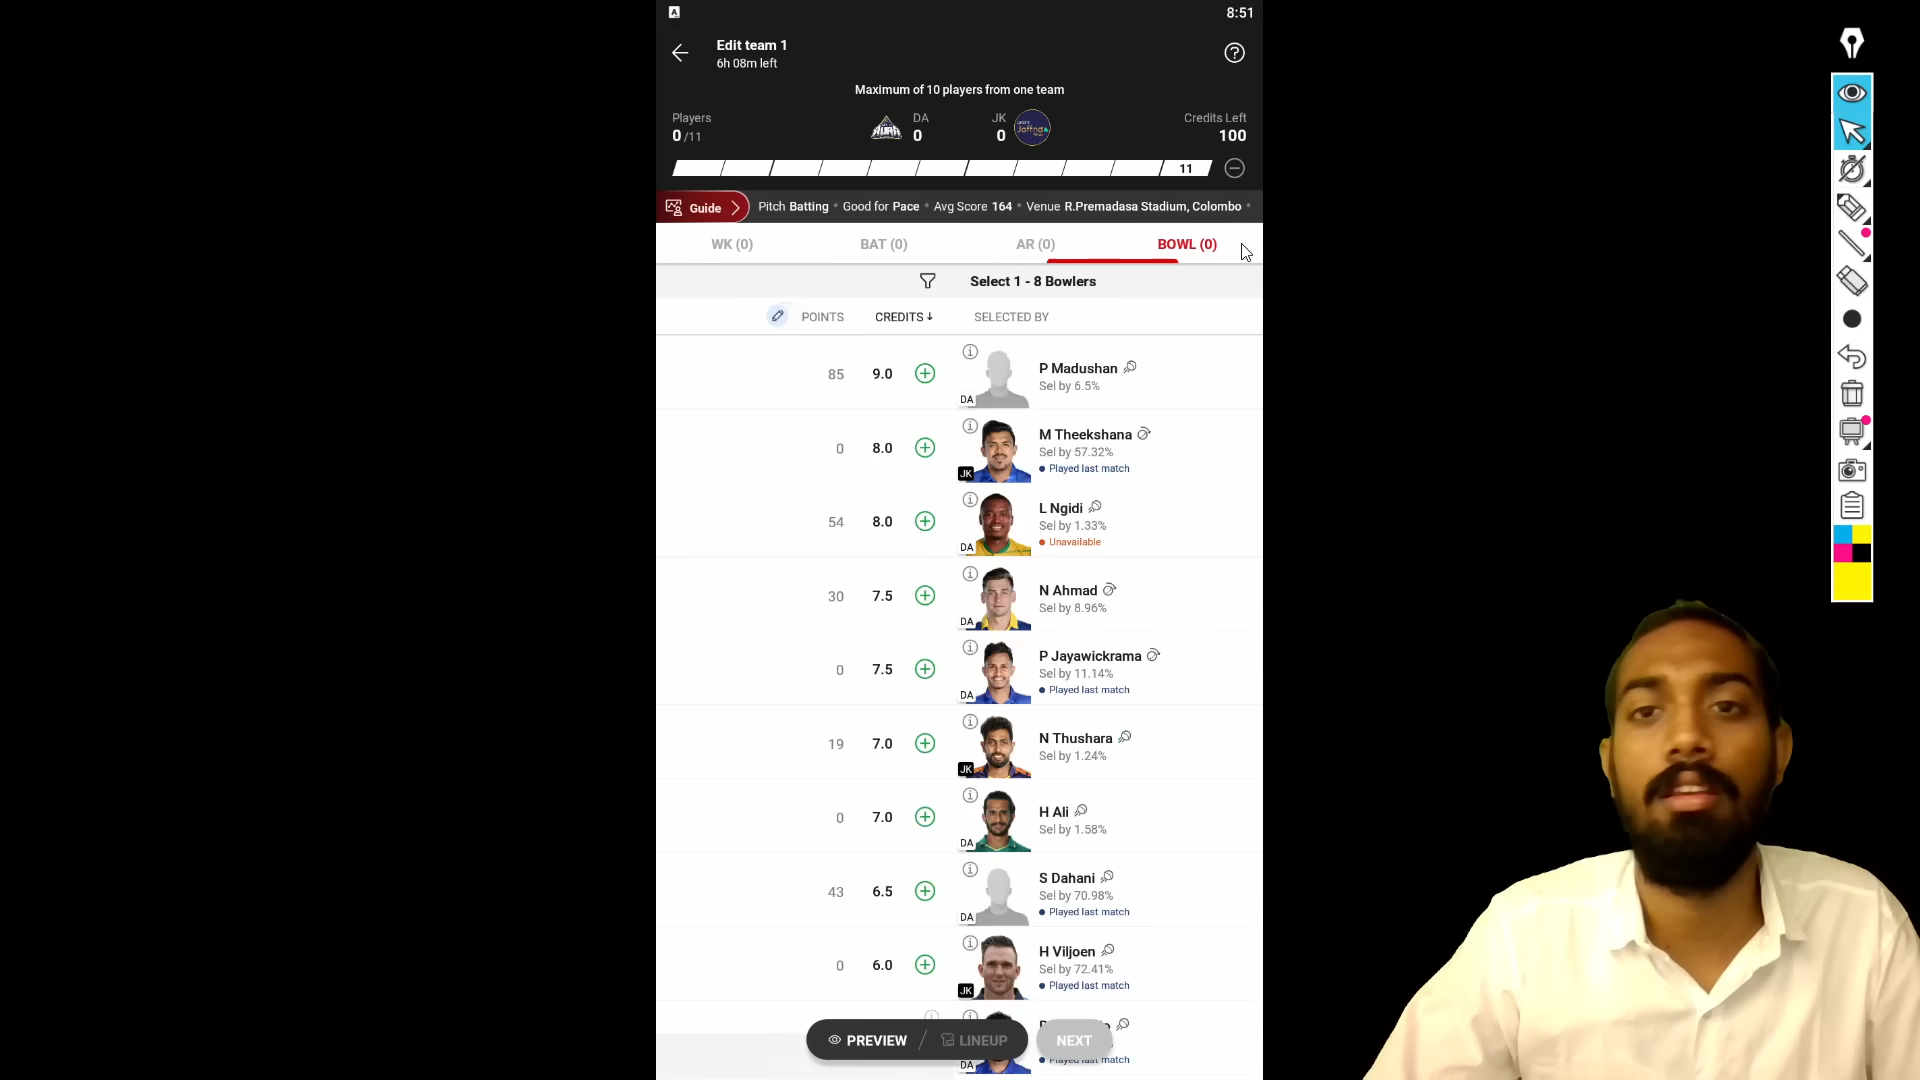 A
8:51
Edit team 1
6h 08m left
Maximum of 10 players from one team
Players
0 /11
DA
0
JK
0
Jaffna
Credits Left
100
11
Guide
Pitch Batting • Good for Pace • Avg Score 164 • Venue R.Premadasa Stadium, Colombo •
WK (0)
BAT (0)
AR (0)
BOWL (0)
Select 1 - 8 Bowlers
POINTS
CREDITS ↓
SELECTED BY
85
9.0
DA
P Madushan
Sel by 6.5%
0
8.0
JK
M Theekshana
Sel by 57.32%
Played last match
54
8.0
DA
L Ngidi
Sel by 1.33%
Unavailable
30
7.5
DA
N Ahmad
Sel by 8.96%
0
7.5
DA
P Jayawickrama
Sel by 11.14%
Played last match
19
7.0
JK
N Thushara
Sel by 1.24%
0
7.0
DA
H Ali
Sel by 1.58%
43
6.5
DA
S Dahani
Sel by 70.98%
Played last match
0
6.0
JK
H Viljoen
Sel by 72.41%
Played last match
PREVIEW
LINEUP
NEXT
DA
Played last match